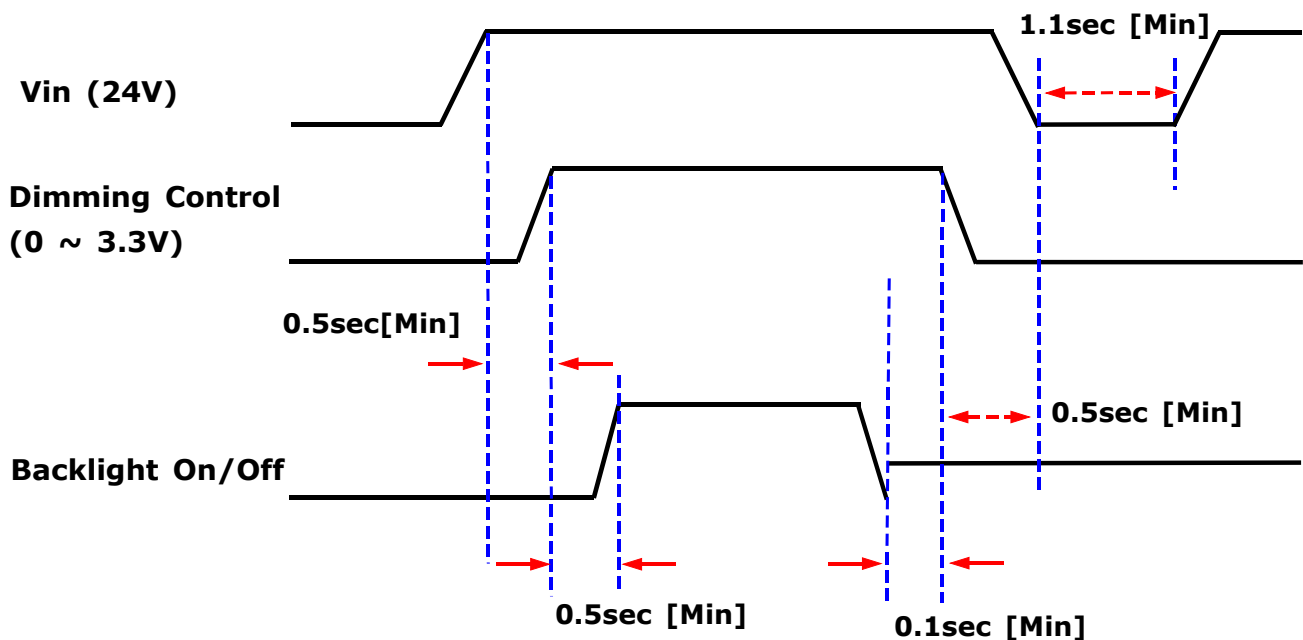 1.1sec [Min]
Vin (24V)
Dimming Control
(0 ~ 3.3V)
0.5sec[Min]
0.5sec [Min]
Backlight On/Off
0.5sec [Min]
0.1sec [Min]